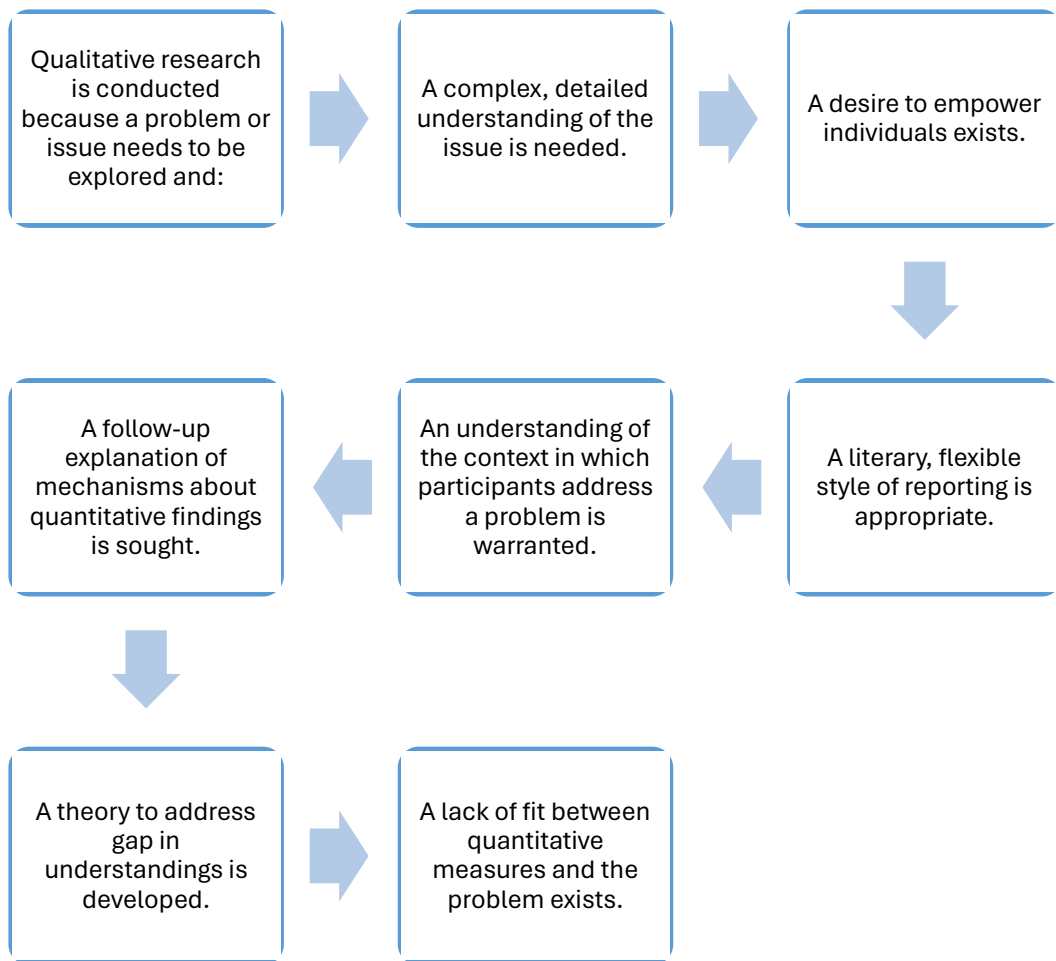 Qualitative research
is conducted
because a problem or
issue needs to be
explored and:
A complex, detailed
understanding of the
issue is needed.
A desire to empower
individuals exists.
A literary, flexible
style of reporting is
appropriate.
An understanding of
the context in which
participants address
a problem is
warranted.
A follow-up
explanation of
mechanisms about
quantitative findings
is sought.
A theory to address
gap in
understandings is
developed.
A lack of fit between
quantitative
measures and the
problem exists.